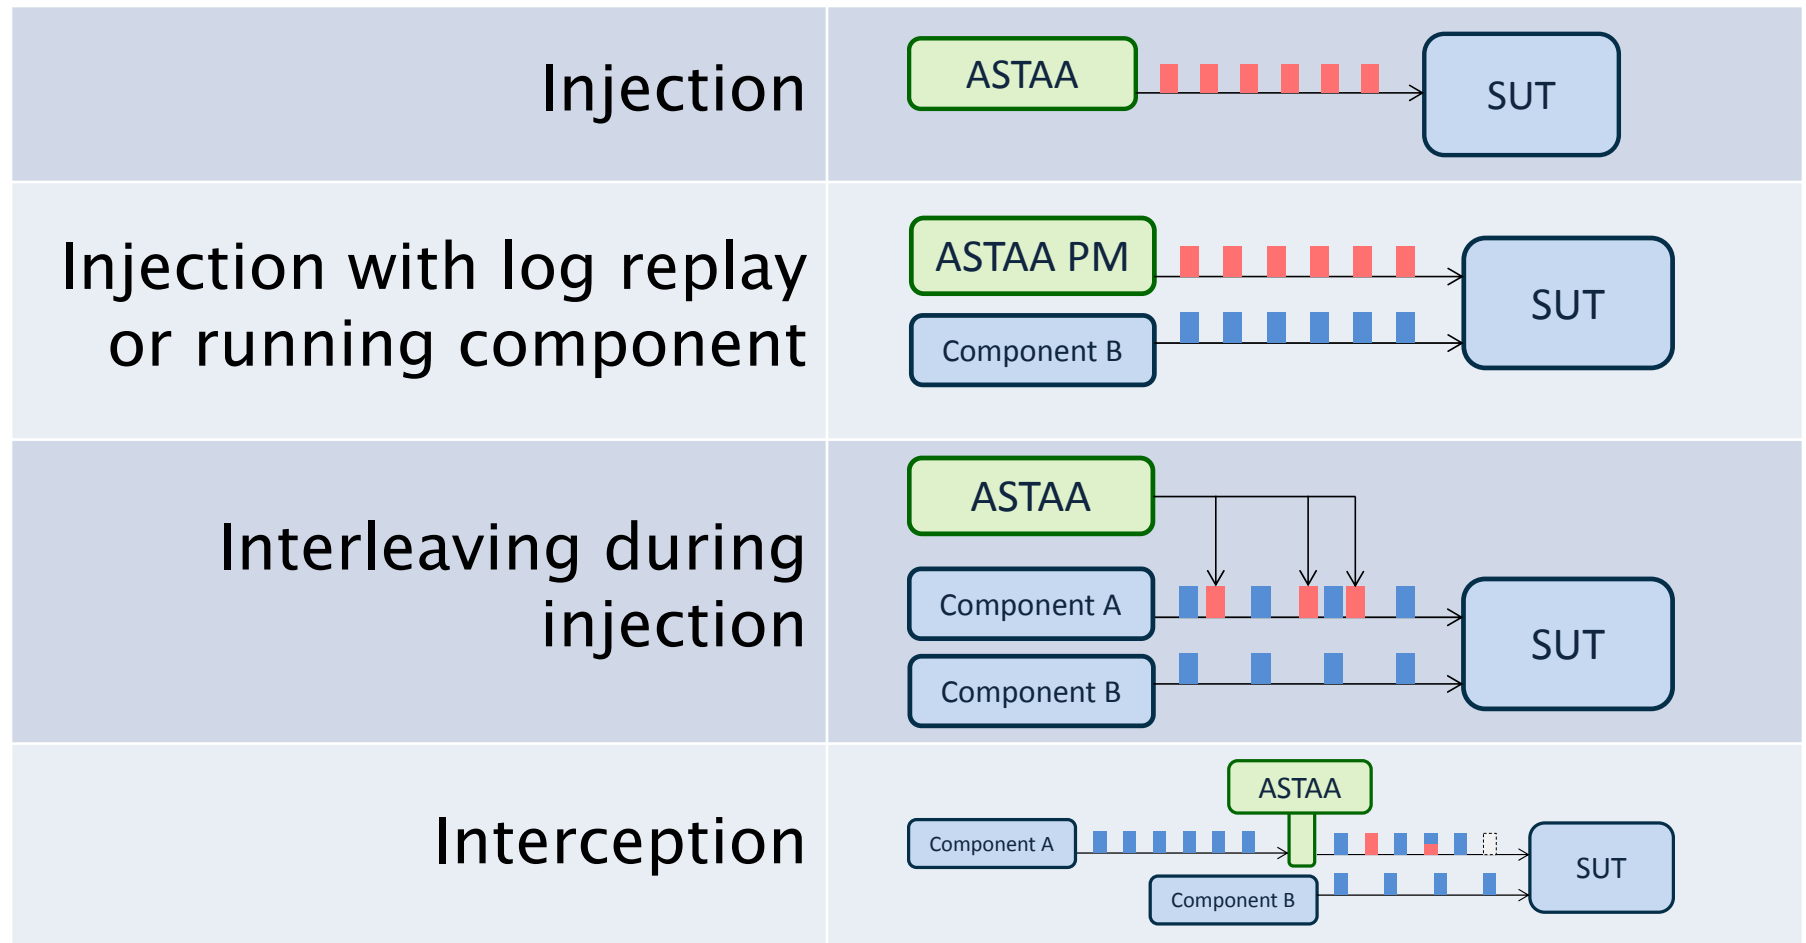 Injection
ASTAA
SUT
Injection with log replay
or running component
ASTAA PM
Component B
SUT
Interleaving during
injection
ASTAA
Component A
Component B
SUT
Interception
ASTAA
Component A
Component B
SUT